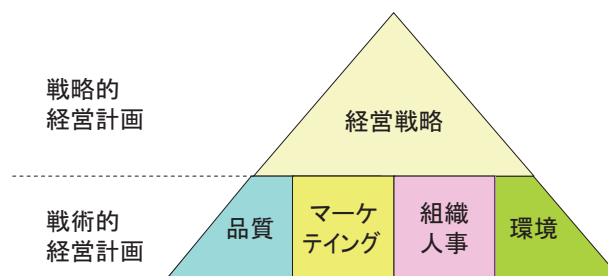 戦略的
経営計画
経営戦略
戦術的
経営計画
品質
マーケ
テイング
組織
人事
環境